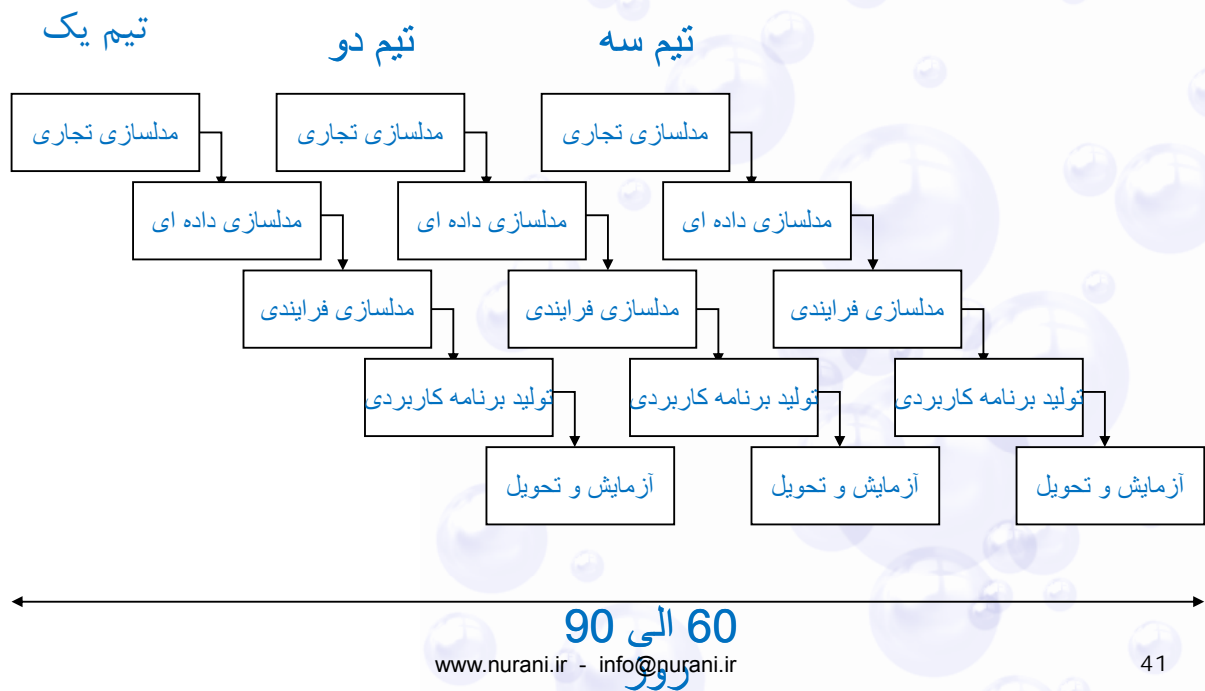 تیم یک
تیم دو
تیم سه
مدلسازی تجاری
مدلسازی تجاری
مدلسازی تجاری
مدلسازی داده ای
مدلسازی داده ای
مدلسازی داده ای
مدلسازی فرایندی
مدلسازی فرایندی
مدلسازی فرایندی
تولید برنامه کاربردی
تولید برنامه کاربردی
تولید برنامه کاربردی
آزمایش و تحویل
آزمایش و تحویل
آزمایش و تحویل
60 الی 90
روز
www.nurani.ir - info@nurani.ir
41